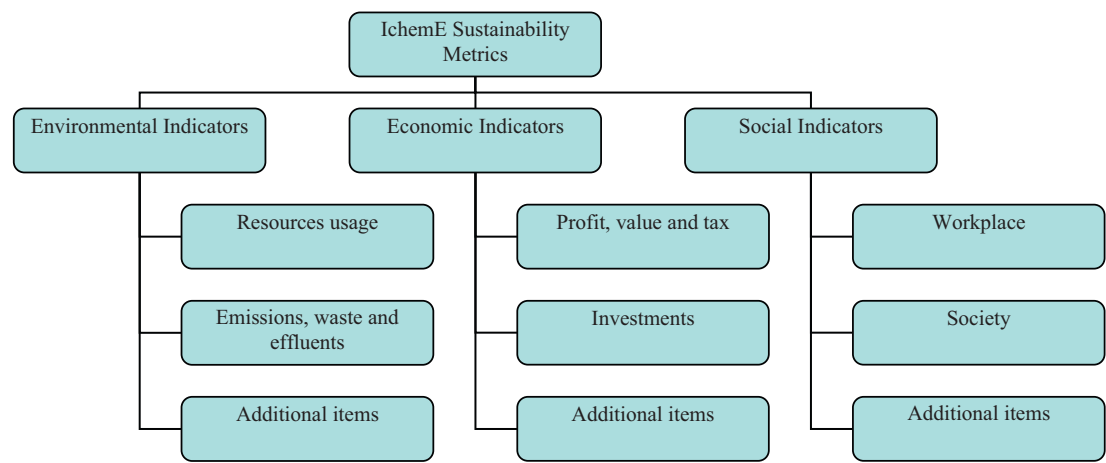 IchemE Sustainability
Metrics
Environmental Indicators
Economic Indicators
Social Indicators
Resources usage
Profit, value and tax
Workplace
Emissions, waste and
effluents
Investments
Society
Additional items
Additional items
Additional items